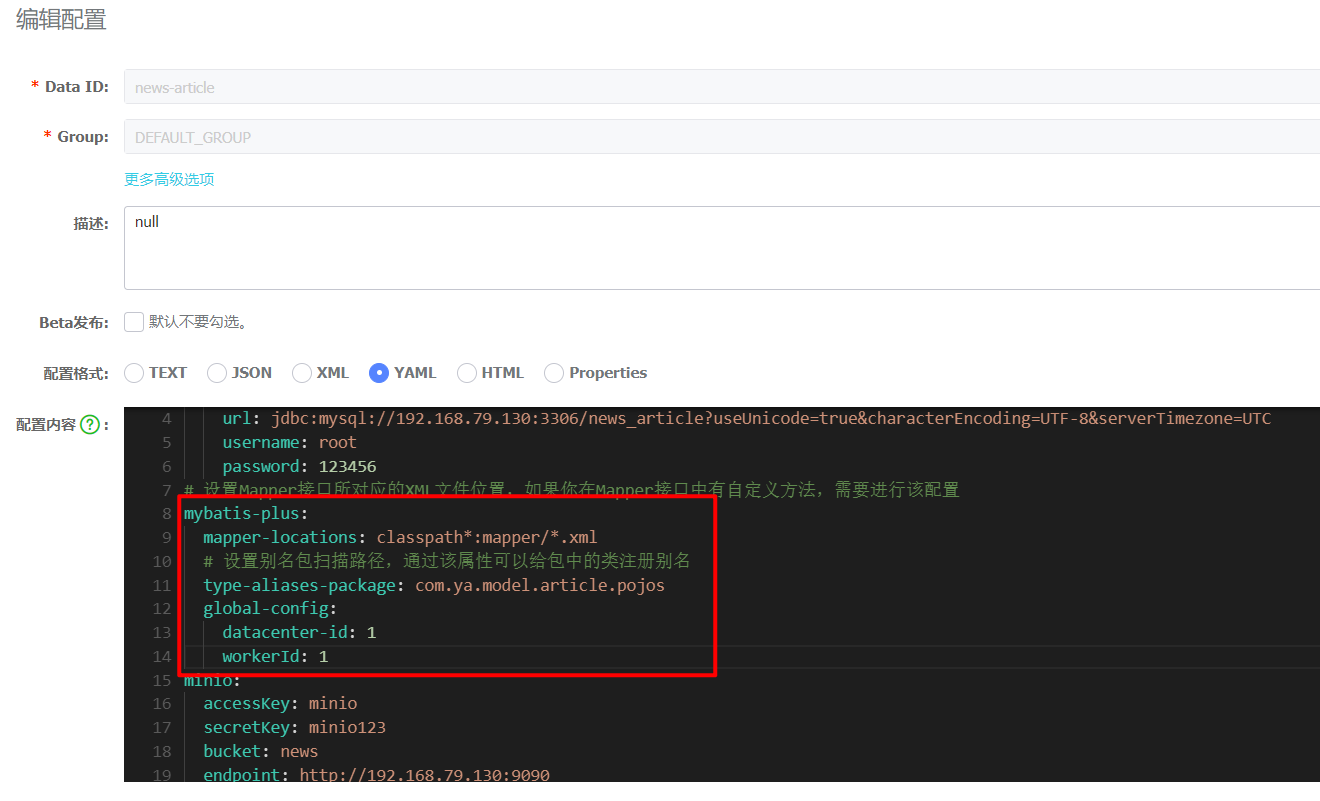 编辑配置
* Data ID: news-article
* Group: DEFAULT_GROUP
更多高级选项
描述: null
Beta发布: 默认不要勾选。
配置格式: TEXT JSON XML YAML HTML Properties
配置内容 ? :
4 url: jdbc:mysql://192.168.79.130:3306/news_article?useUnicode=true&characterEncoding=UTF-8&serverTimezone=UTC
5 username: root
6 password: 123456
7 # 设置Mapper接口所对应的XML文件位置，如果你在Mapper接口中有自定义方法，需要进行该配置
8 mybatis-plus:
9 mapper-locations: classpath*:mapper/*.xml
10 # 设置别名包扫描路径，通过该属性可以给包中的类注册别名
11 type-aliases-package: com.ya.model.article.pojos
12 global-config:
13 datacenter-id: 1
14 workerId: 1
15 minio:
16 accessKey: minio
17 secretKey: minio123
18 bucket: news
19 endpoint: http://192.168.79.130:9090